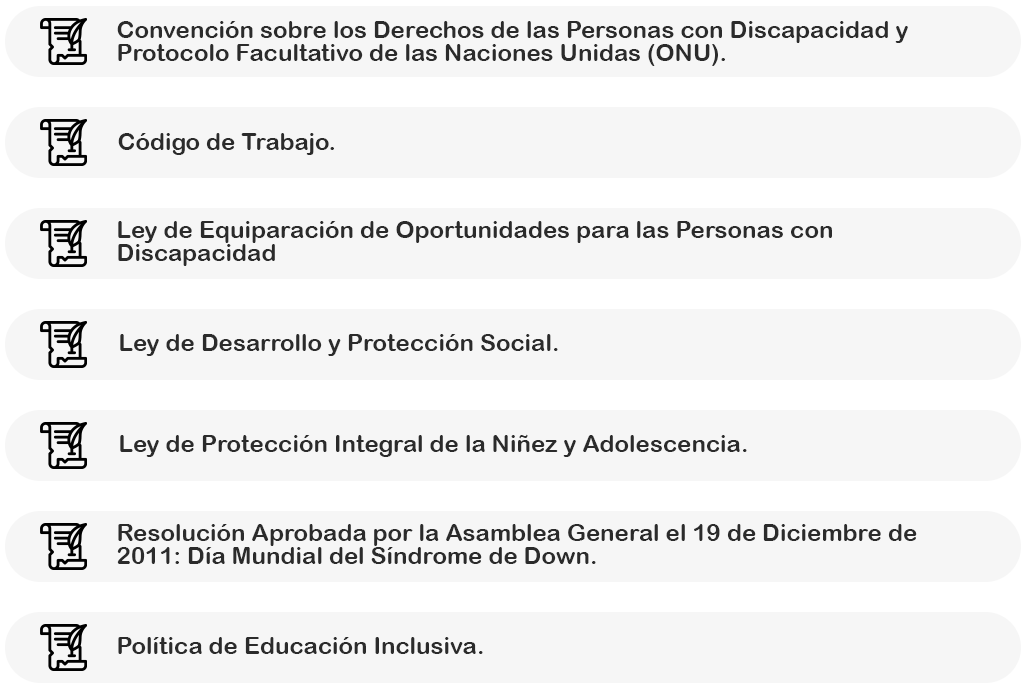 Convención sobre los Derechos de las Personas con Discapacidad y
Protocolo Facultativo de las Naciones Unidas (ONU).
Código de Trabajo.
Ley de Equiparación de Oportunidades para las Personas con
Discapacidad
Ley de Desarrollo y Protección Social.
Ley de Protección Integral de la Niñez y Adolescencia.
Resolución Aprobada por la Asamblea General el 19 de Diciembre de
2011: Día Mundial del Síndrome de Down.
Política de Educación Inclusiva.